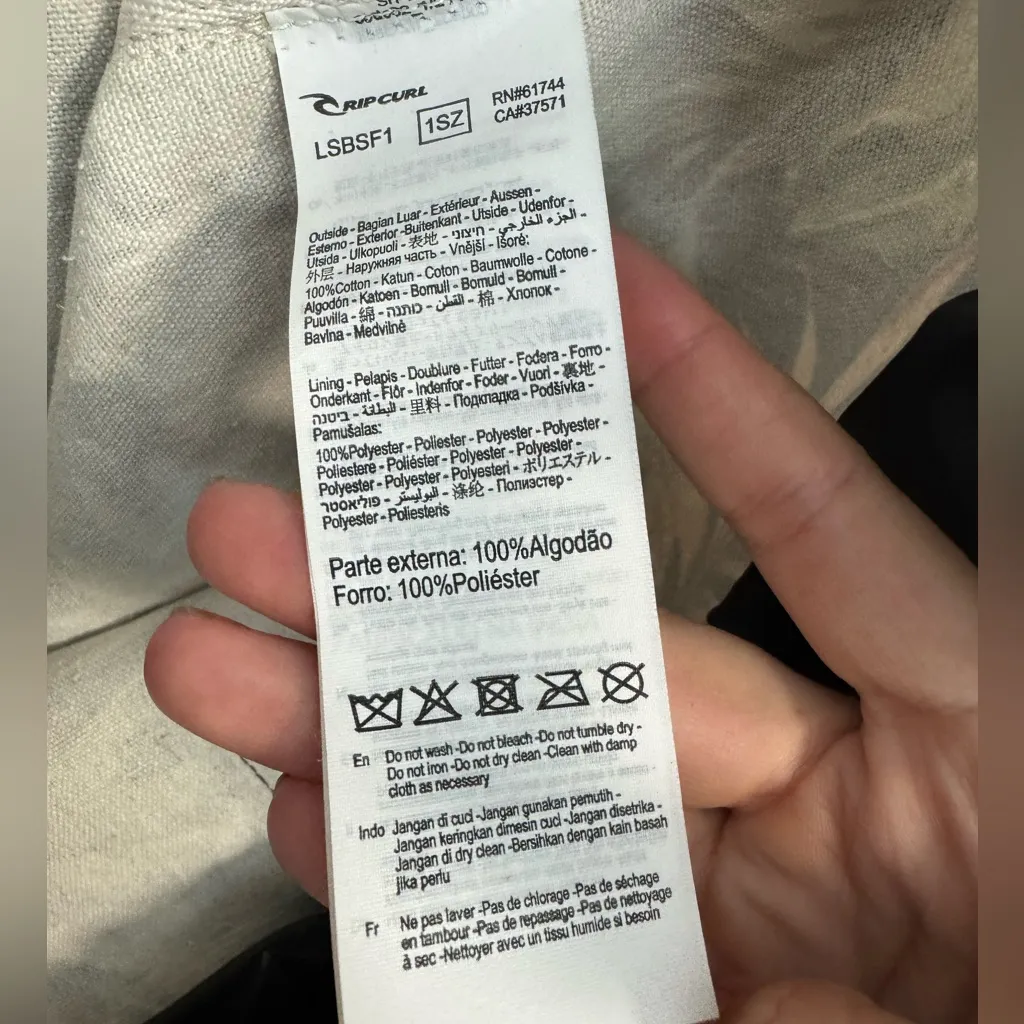 RIP CURL
LSBSF1 1SZ RN#61744
CA#37571
Outside - Bagian Luar - Extérieur - Aussen -
Esterno - Exterior -Buitenkant - Utside - Udenfor -
Utsida - Ulkopuoli - 表地 - חיצוני - الجزء الخارجي -
外层 - Наружняя часть - Vnější - Išorė:
100%Cotton - Katun - Coton - Baumwolle - Cotone -
Algodón - Katoen - Bomull - Bomuld - Bomull -
Puuvilla - 綿 - כותנה - القطن - 棉 - Хлопок -
Bavlna - Medvilnė
Lining - Pelapis - Doublure - Futter - Fodera - Forro -
Onderkant - Fôr - Indenfor - Foder - Vuori - 裏地 -
ביטנה - البطانة - 里料 - Подкладка - Podšívka -
Pamušalas:
100%Polyester - Poliester - Polyester - Polyester -
Poliestere - Poliéster - Polyester - Polyester -
Polyester - Polyester - Polyesteri - ポリエステル -
פוליאסטר - البوليستر - 涤纶 - Полиэстер -
Polyester - Poliesteris
Parte externa: 100%Algodão
Forro: 100%Poliéster
En Do not wash -Do not bleach -Do not tumble dry -
Do not iron -Do not dry clean -Clean with damp
cloth as necessary
Indo Jangan di cuci -Jangan gunakan pemutih -
Jangan keringkan dimesin cuci -Jangan disetrika -
Jangan di dry clean -Bersihkan dengan kain basah
jika perlu
Fr Ne pas laver -Pas de chlorage -Pas de séchage
en tambour -Pas de repassage -Pas de nettoyage
à sec -Nettoyer avec un tissu humide si besoin